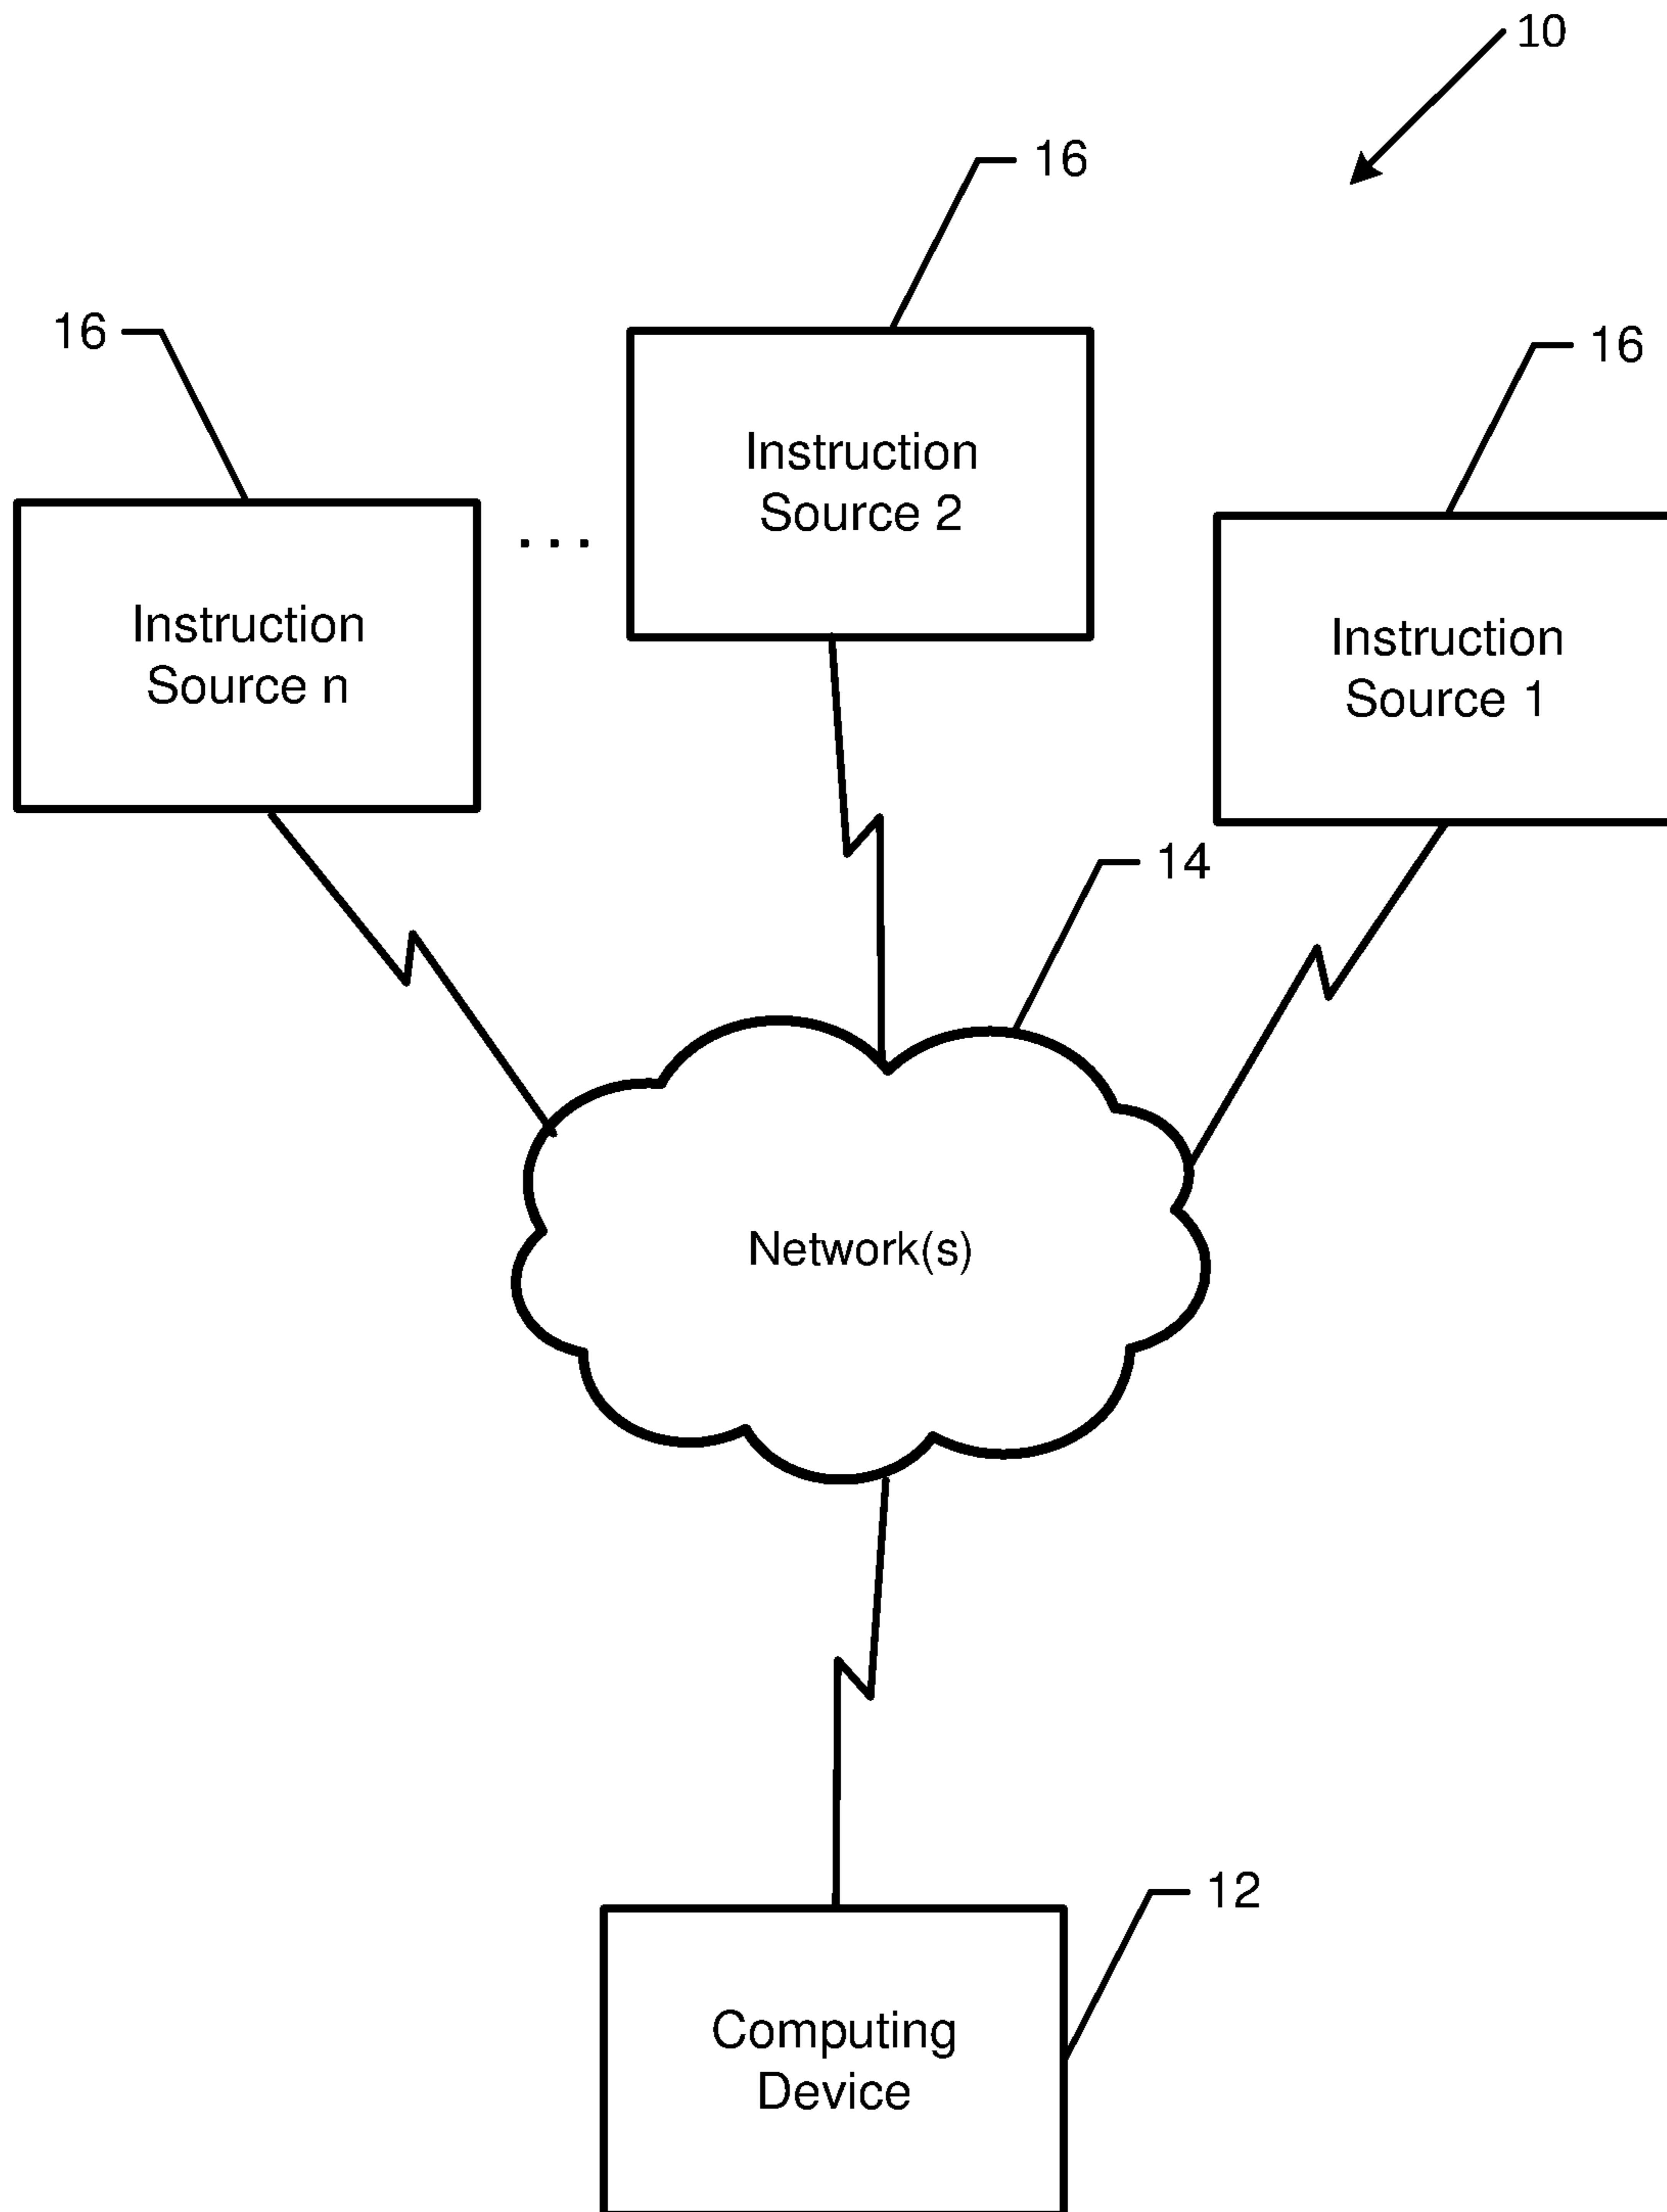 10
16
16
16
Instruction
Source 2
Instruction
Source n
...
Instruction
Source 1
14
Network(s)
12
Computing
Device